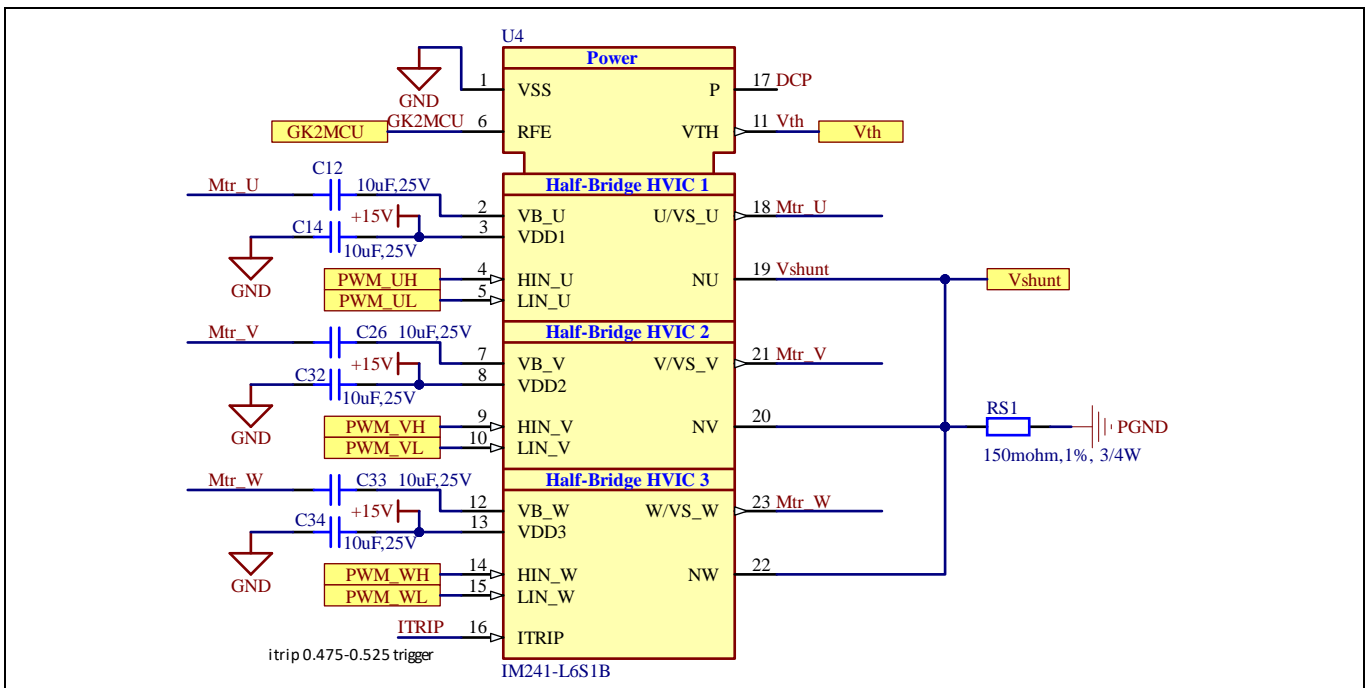 U4
Power
1 VSS P 17 DCP
GND
GK2MCU GK2MCU 6 RFE VTH 11 Vth Vth
C12
Mtr_U 10uF,25V Half-Bridge HVIC 1
+15V 2 VB_U U/VS_U 18 Mtr_U
C14 3 VDD1
10uF,25V
GND
PWM_UH 4 HIN_U NU 19 Vshunt Vshunt
PWM_UL 5 LIN_U
Mtr_V C26 10uF,25V Half-Bridge HVIC 2
+15V 7 VB_V V/VS_V 21 Mtr_V
C32 8 VDD2
10uF,25V
GND
PWM_VH 9 HIN_V NV 20 RS1 PGND
PWM_VL 10 LIN_V 150mohm,1%, 3/4W
Mtr_W C33 10uF,25V Half-Bridge HVIC 3
+15V 12 VB_W W/VS_W 23 Mtr_W
C34 13 VDD3
10uF,25V
GND
PWM_WH 14 HIN_W NW 22
PWM_WL 15 LIN_W
ITRIP 16 ITRIP
itrip 0.475-0.525 trigger
IM241-L6S1B